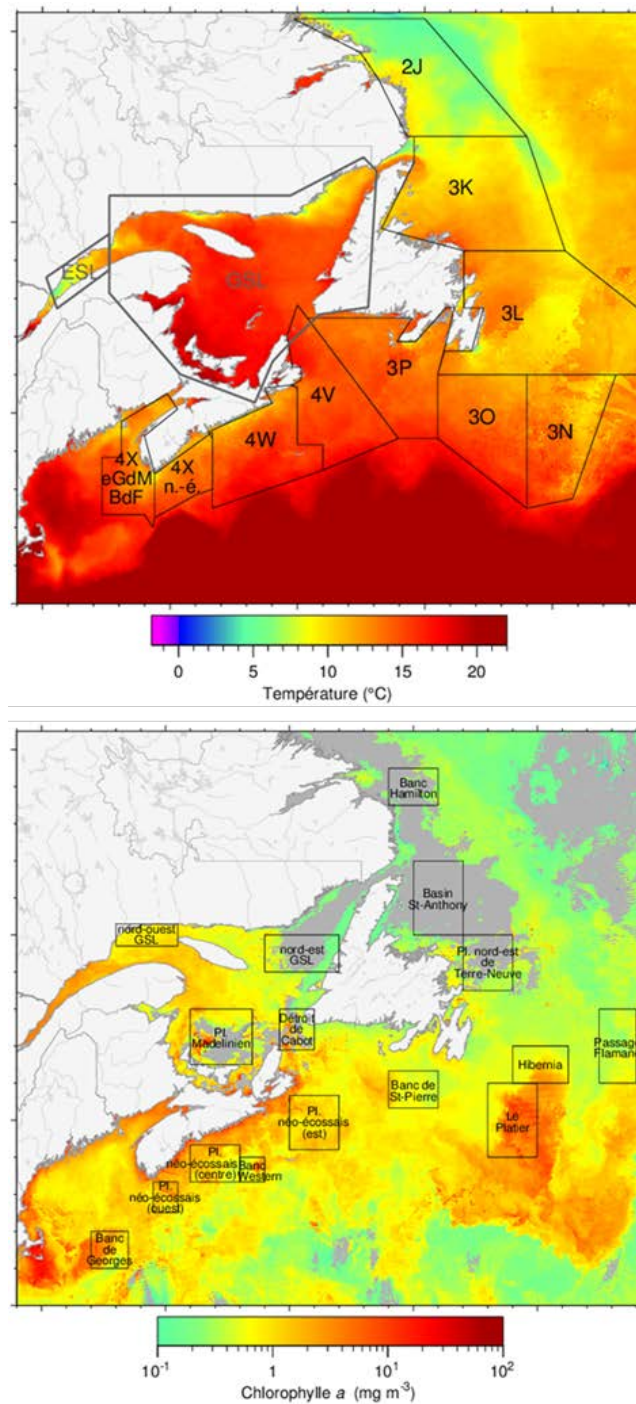 2J
3K
ESL
GSL
3L
3P
4V
3O
3N
4W
4X
eGdM
BdF
4X
n.-é.
0 5 10 15 20
Température (°C)
Banc
Hamilton
Basin
St-Anthony
nord-ouest
GSL
nord-est
GSL
Pl. nord-est
de
Terre-Neuve
Pl.
Madelinien
Détroit
de
Cabot
Passage
Flamand
Hibernia
Banc de
St-Pierre
Le
Platier
Pl.
néo-écossais
(est)
Pl.
néo-écossais
(centre)
Banc
Western
Pl.
néo-écossais
(ouest)
Banc
de
Georges
10⁻¹ 1 10¹ 10²
Chlorophylle a (mg m⁻³)